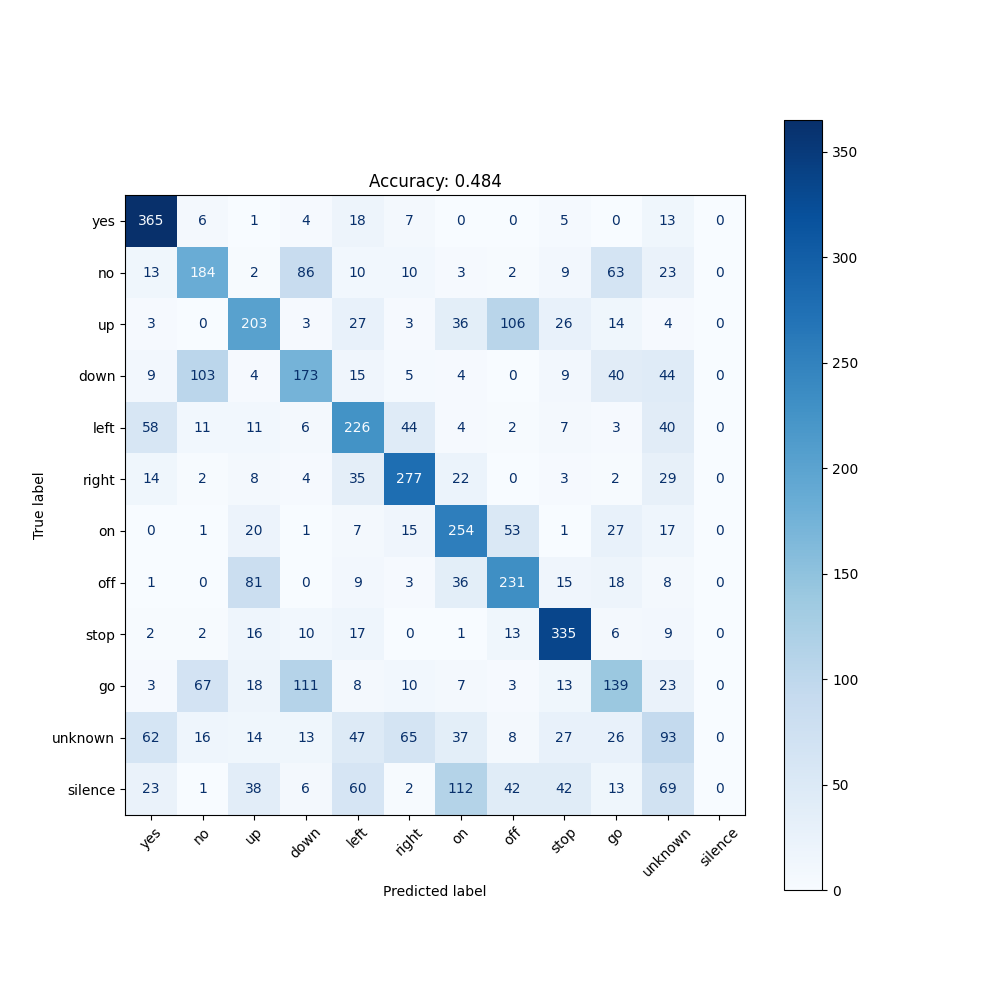 Accuracy: 0.484
True label
yes 365 6 1 4 18 7 0 0 5 0 13 0
no 13 184 2 86 10 10 3 2 9 63 23 0
up 3 0 203 3 27 3 36 106 26 14 4 0
down 9 103 4 173 15 5 4 0 9 40 44 0
left 58 11 11 6 226 44 4 2 7 3 40 0
right 14 2 8 4 35 277 22 0 3 2 29 0
on 0 1 20 1 7 15 254 53 1 27 17 0
off 1 0 81 0 9 3 36 231 15 18 8 0
stop 2 2 16 10 17 0 1 13 335 6 9 0
go 3 67 18 111 8 10 7 3 13 139 23 0
unknown 62 16 14 13 47 65 37 8 27 26 93 0
silence 23 1 38 6 60 2 112 42 42 13 69 0
yes no up down left right on off stop go unknown silence
Predicted label
350
300
250
200
150
100
50
0